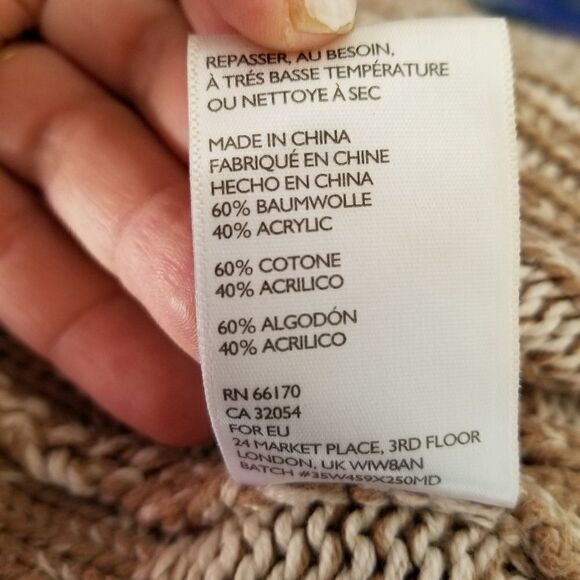 REPASSER, AU BESOIN,
À TRÉS BASSE TEMPÉRATURE
OU NETTOYE À SEC
MADE IN CHINA
FABRIQUÉ EN CHINE
HECHO EN CHINA
60% BAUMWOLLE
40% ACRYLIC
60% COTONE
40% ACRILICO
60% ALGODÓN
40% ACRILICO
RN 66170
CA 32054
FOR EU
24 MARKET PLACE, 3RD FLOOR
LONDON, UK W1W8AN
BATCH #35W459X250MD